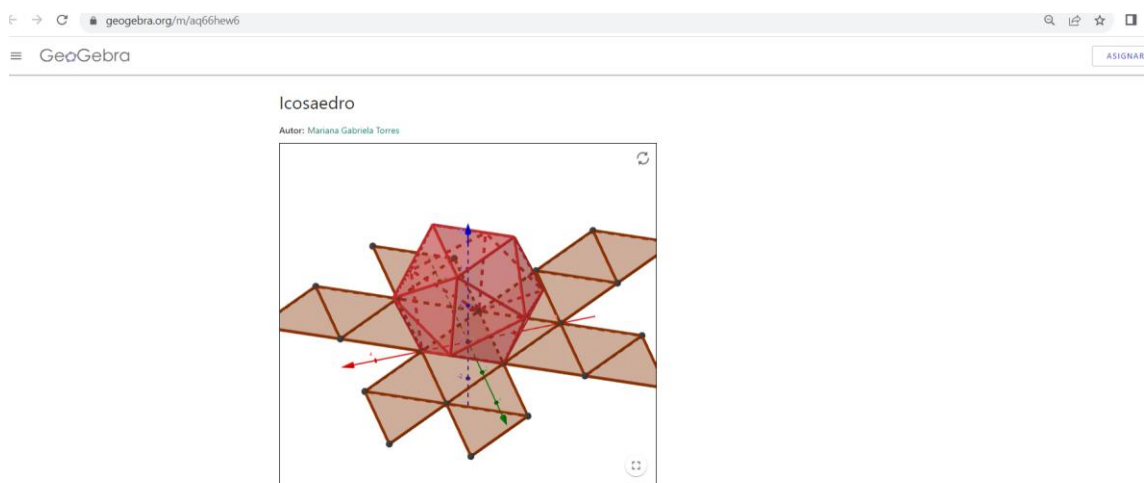 geogebra.org/m/aq66hew6
GeoGebra
ASIGNAR
Icosaedro
Autor: Mariana Gabriela Torres